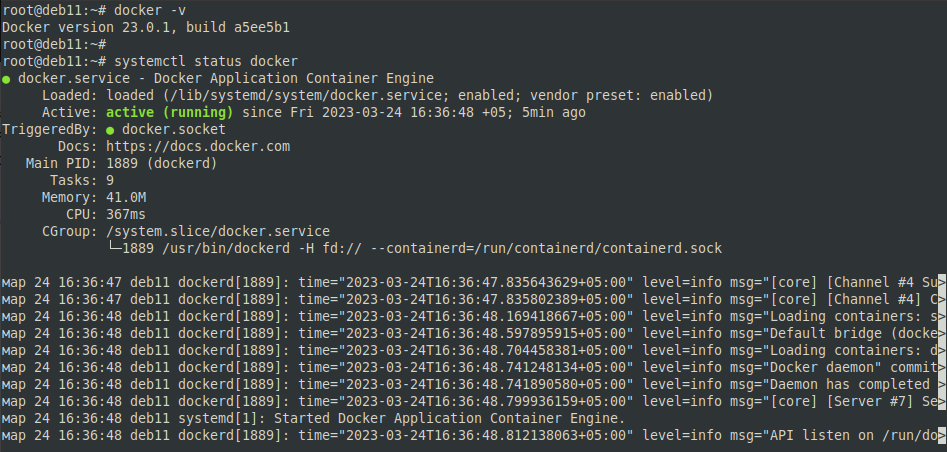 root@deb11:~# docker -v
Docker version 23.0.1, build a5ee5b1
root@deb11:~#
root@deb11:~# systemctl status docker
● docker.service - Docker Application Container Engine
     Loaded: loaded (/lib/systemd/system/docker.service; enabled; vendor preset: enabled)
     Active: active (running) since Fri 2023-03-24 16:36:48 +05; 5min ago
TriggeredBy: ● docker.socket
       Docs: https://docs.docker.com
   Main PID: 1889 (dockerd)
      Tasks: 9
     Memory: 41.0M
        CPU: 367ms
     CGroup: /system.slice/docker.service
             └─1889 /usr/bin/dockerd -H fd:// --containerd=/run/containerd/containerd.sock
мар 24 16:36:47 deb11 dockerd[1889]: time="2023-03-24T16:36:47.835643629+05:00" level=info msg="[core] [Channel #4 Su>
мар 24 16:36:47 deb11 dockerd[1889]: time="2023-03-24T16:36:47.835802389+05:00" level=info msg="[core] [Channel #4] C>
мар 24 16:36:48 deb11 dockerd[1889]: time="2023-03-24T16:36:48.169418667+05:00" level=info msg="Loading containers: s>
мар 24 16:36:48 deb11 dockerd[1889]: time="2023-03-24T16:36:48.597895915+05:00" level=info msg="Default bridge (docke>
мар 24 16:36:48 deb11 dockerd[1889]: time="2023-03-24T16:36:48.704458381+05:00" level=info msg="Loading containers: d>
мар 24 16:36:48 deb11 dockerd[1889]: time="2023-03-24T16:36:48.741248134+05:00" level=info msg="Docker daemon" commit>
мар 24 16:36:48 deb11 dockerd[1889]: time="2023-03-24T16:36:48.741890580+05:00" level=info msg="Daemon has completed >
мар 24 16:36:48 deb11 dockerd[1889]: time="2023-03-24T16:36:48.799936159+05:00" level=info msg="[core] [Server #7] Se>
мар 24 16:36:48 deb11 systemd[1]: Started Docker Application Container Engine.
мар 24 16:36:48 deb11 dockerd[1889]: time="2023-03-24T16:36:48.812138063+05:00" level=info msg="API listen on /run/do>